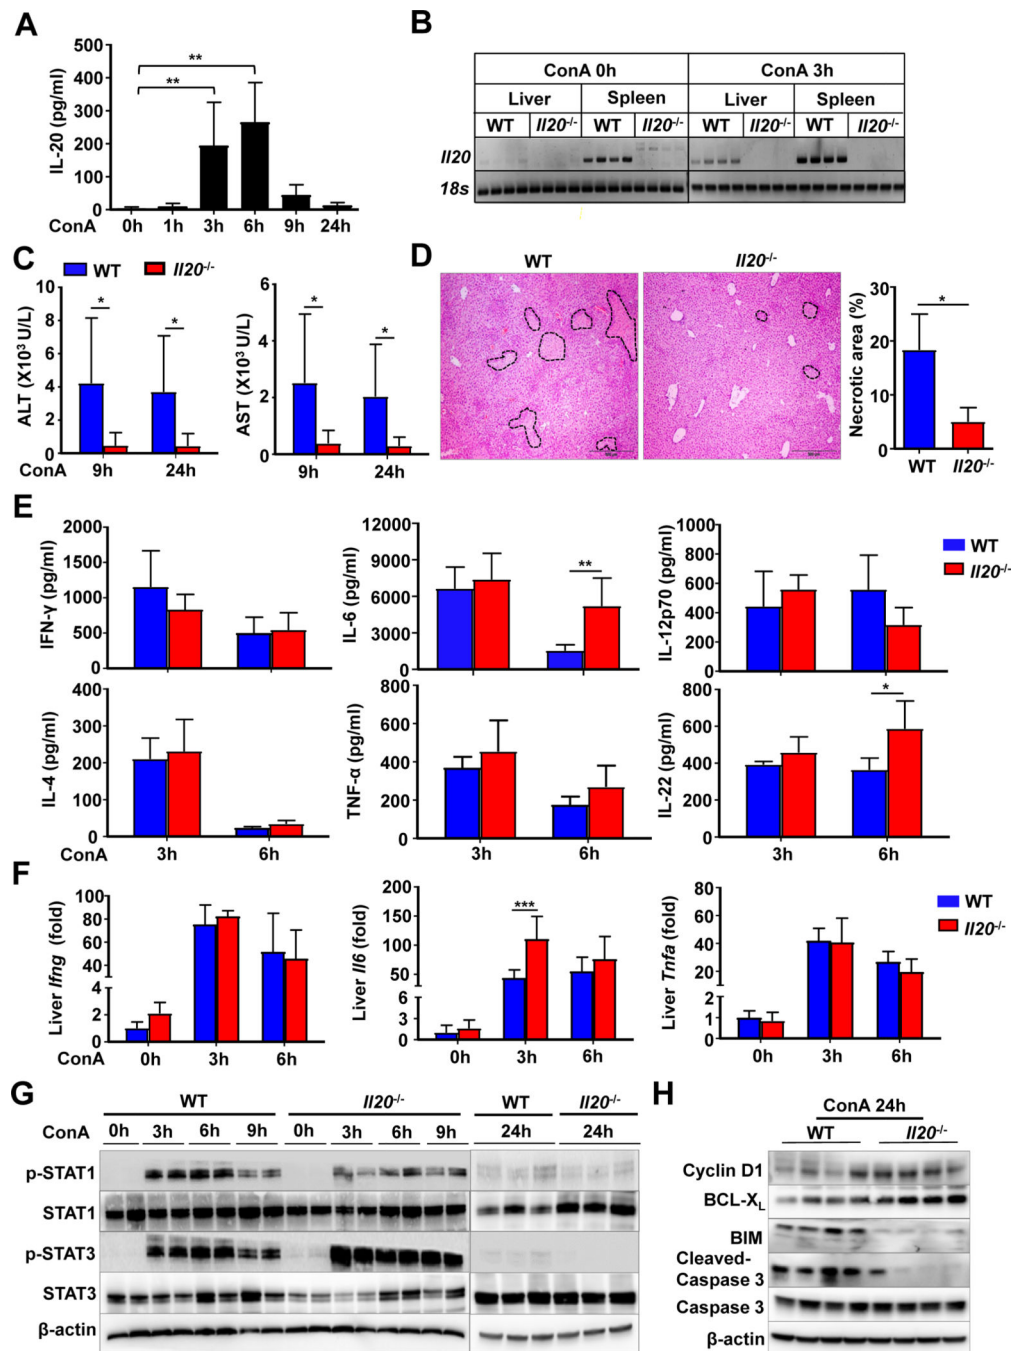 A
IL-20 (pg/ml)
500
400
300
200
100
0
**
**
ConA 0h 1h 3h 6h 9h 24h
B
ConA 0h ConA 3h
Liver Spleen Liver Spleen
WT Il20-/- WT Il20-/- WT Il20-/- WT Il20-/-
Il20
18s
C
WT Il20-/-
ALT (X10³ U/L)
10
8
6
4
2
0
* *
ConA 9h 24h
AST (X10³ U/L)
6
4
2
0
* *
9h 24h
D
WT Il20-/-
Necrotic area (%)
30
20
10
0
*
WT Il20-/-
E
IFN-γ (pg/ml)
2000
1500
1000
500
0
IL-6 (pg/ml)
12000
9000
6000
3000
0
**
IL-12p70 (pg/ml)
1000
800
600
400
200
0
WT
Il20-/-
IL-4 (pg/ml)
400
300
200
100
0
ConA 3h 6h
TNF-α (pg/ml)
800
600
400
200
0
3h 6h
IL-22 (pg/ml)
800
600
400
200
0
*
3h 6h
F
Liver Ifng (fold)
100
80
60
40
4
2
0
ConA 0h 3h 6h
Liver Il6 (fold)
200
150
100
50
6
3
0
***
0h 3h 6h
Liver Tnfa (fold)
80
60
40
20
2
1
0
0h 3h 6h
WT
Il20-/-
G
WT Il20-/- WT Il20-/-
ConA 0h 3h 6h 9h 0h 3h 6h 9h 24h 24h
p-STAT1
STAT1
p-STAT3
STAT3
β-actin
H
ConA 24h
WT Il20-/-
Cyclin D1
BCL-XL
BIM
Cleaved-
Caspase 3
Caspase 3
β-actin